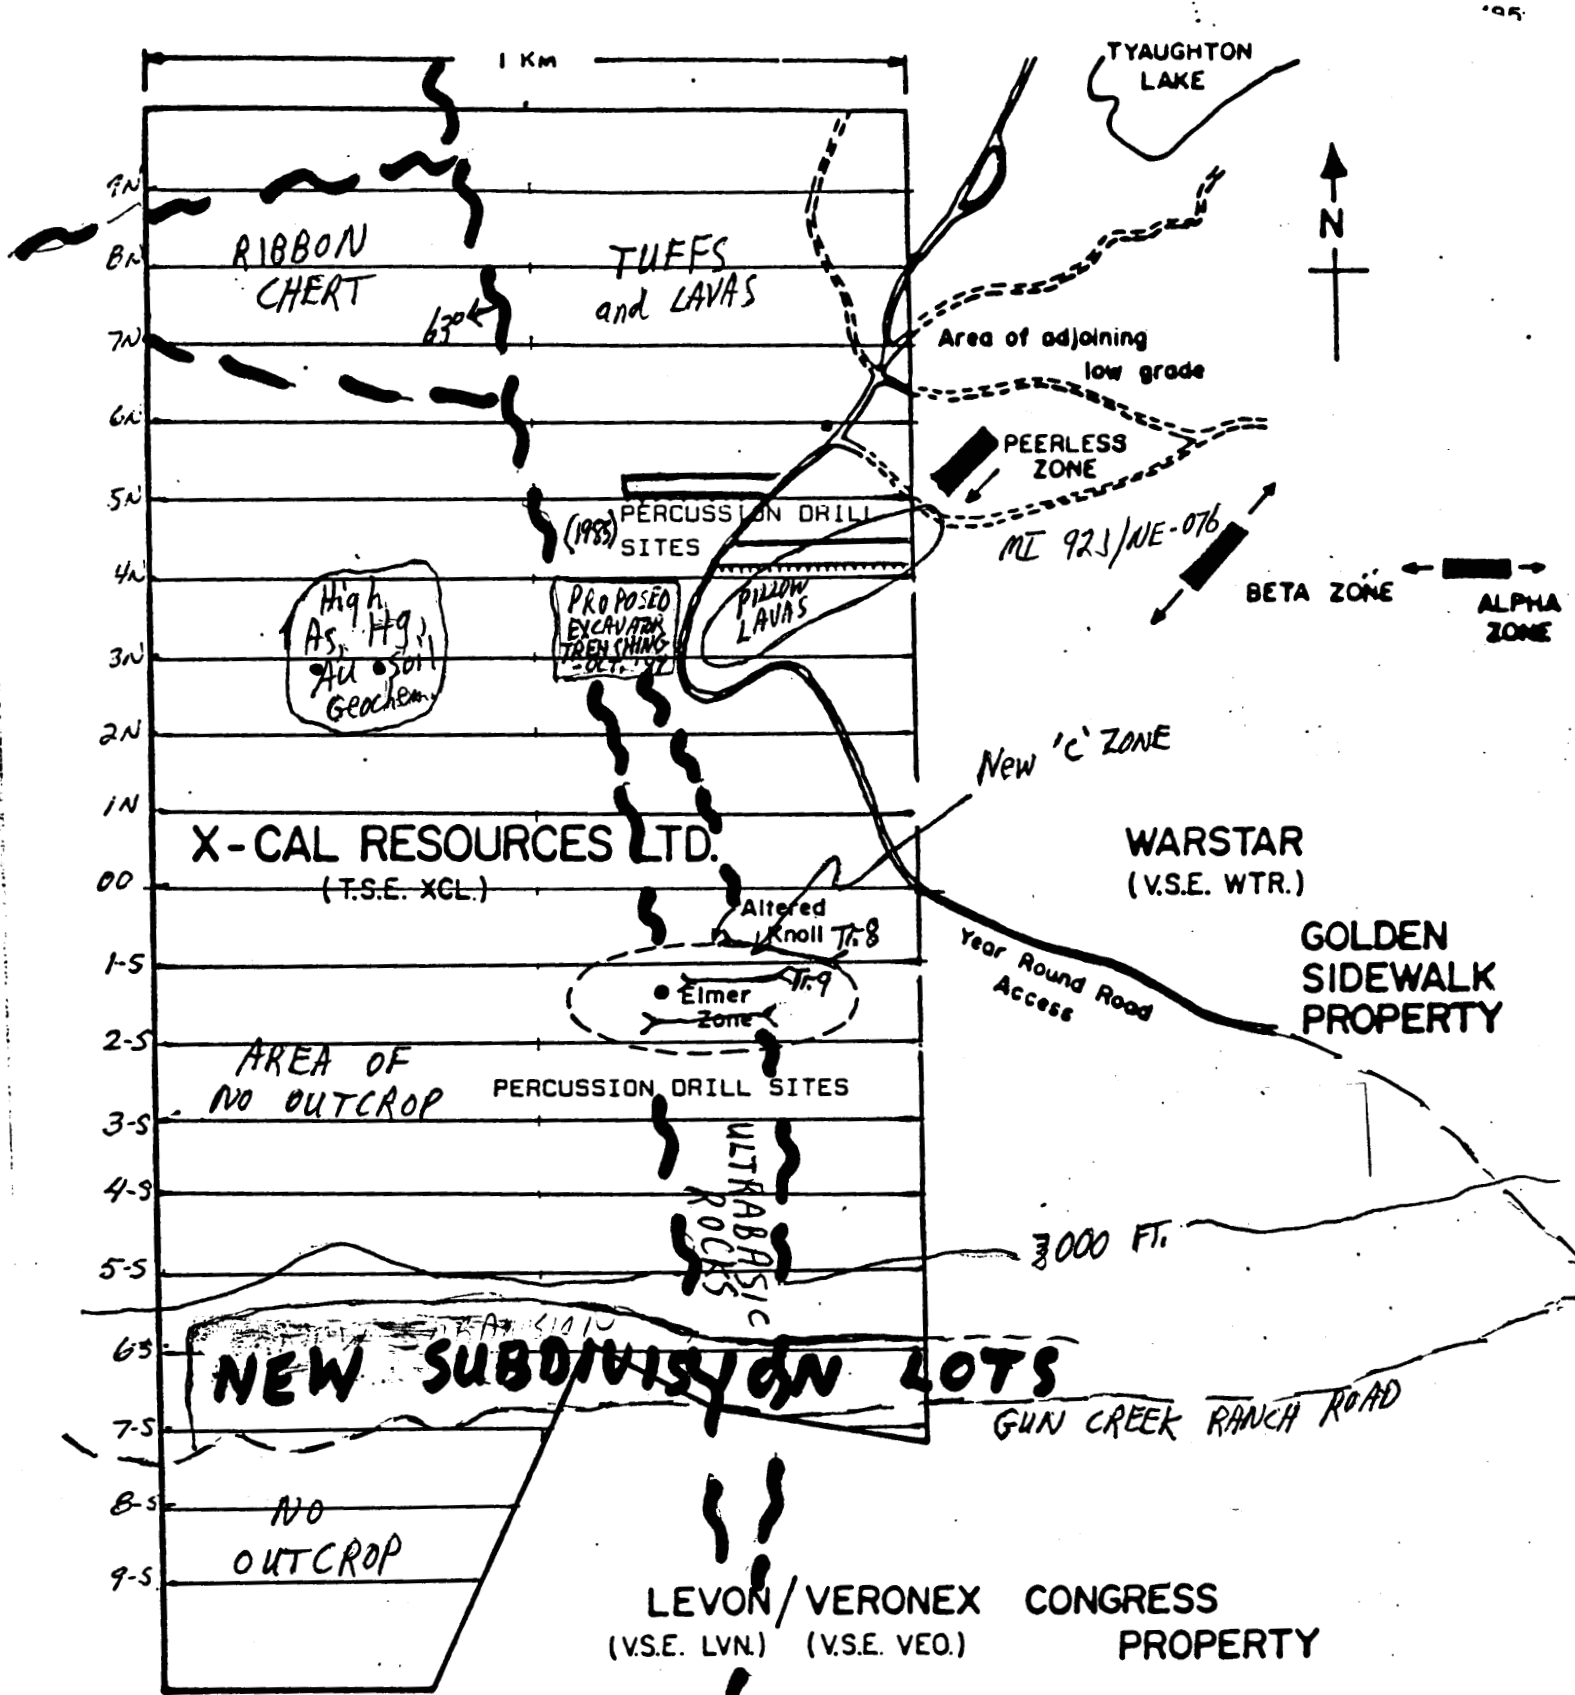 '95
1 Km
TYAUGHTON
LAKE
N
9N
8N
7N
6N
5N
4N
3N
2N
1N
00
1-S
2-S
3-S
4-S
5-S
6S
7-S
8-S
9-S
RIBBON
CHERT
TUFFS
and LAVAS
63°
Area of adjoining
low grade
PEERLESS
ZONE
(1985)
PERCUSSION DRILL
SITES
MI 92J/NE-076
BETA ZONE
ALPHA
ZONE
High
As, Hg,
Au Soil
Geochem.
PROPOSED
EXCAVATOR
TRENSHING
-OCT.
PILLOW
LAVAS
New 'C' ZONE
X-CAL RESOURCES LTD.
(T.S.E. XCL.)
WARSTAR
(V.S.E. WTR.)
Altered
Knoll Tr.8
Tr.9
Elmer
Zone
Year Round Road
Access
GOLDEN
SIDEWALK
PROPERTY
AREA OF
NO OUTCROP
PERCUSSION DRILL SITES
ULTRABASIC
ROCKS
3000 FT.
NEW SUBDIVISION LOTS
GUN CREEK RANCH ROAD
NO
OUTCROP
LEVON/VERONEX CONGRESS
(V.S.E. LVN.) (V.S.E. VEO.) PROPERTY